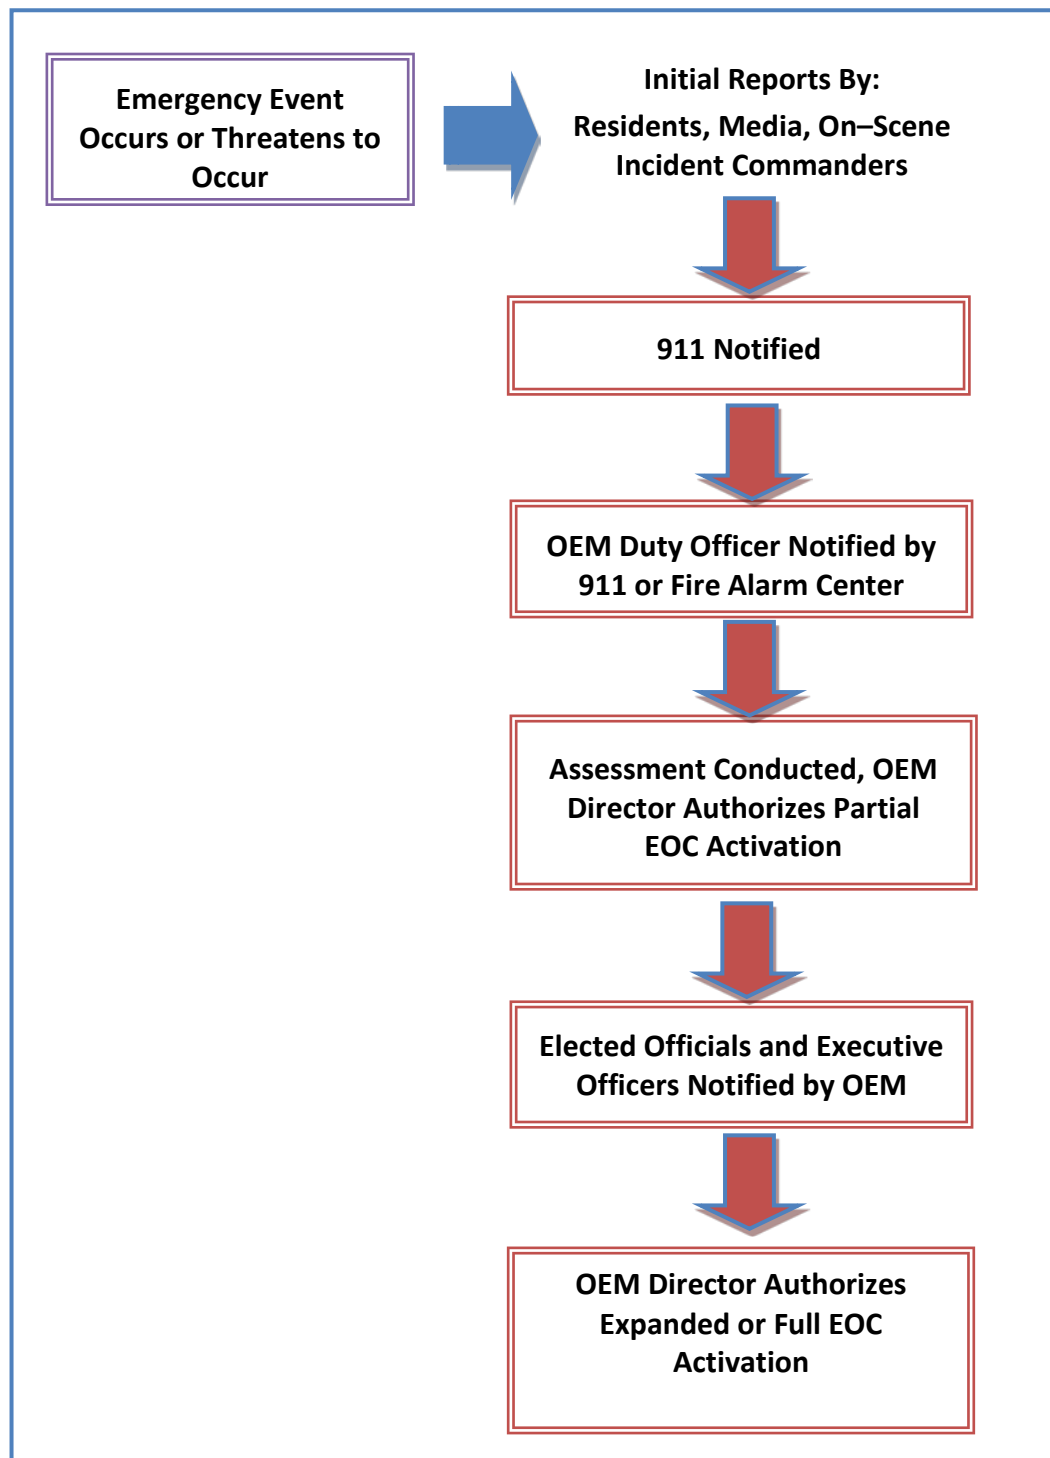 Emergency Event
Occurs or Threatens to
Occur
Initial Reports By:
Residents, Media, On–Scene
Incident Commanders
911 Notified
OEM Duty Officer Notified by
911 or Fire Alarm Center
Assessment Conducted, OEM
Director Authorizes Partial
EOC Activation
Elected Officials and Executive
Officers Notified by OEM
OEM Director Authorizes
Expanded or Full EOC
Activation